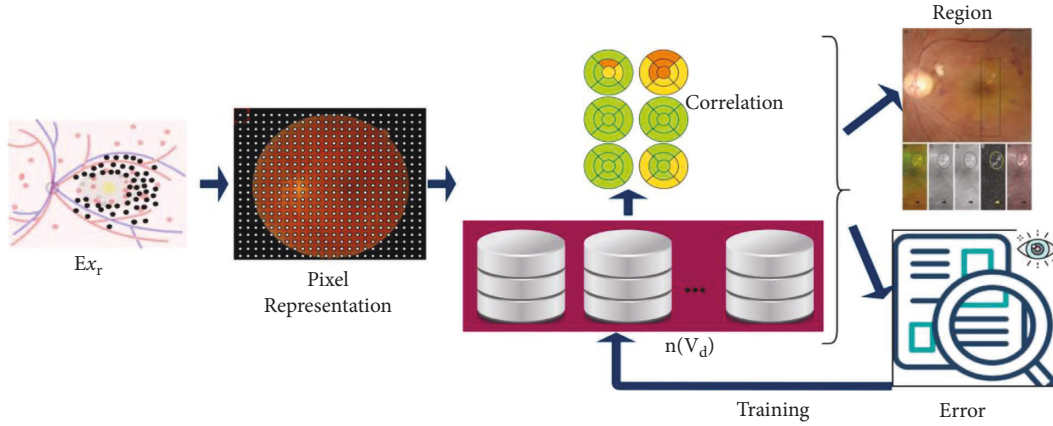 Region
Correlation
Ex_r
Pixel
Representation
n(V_d)
Training
Error